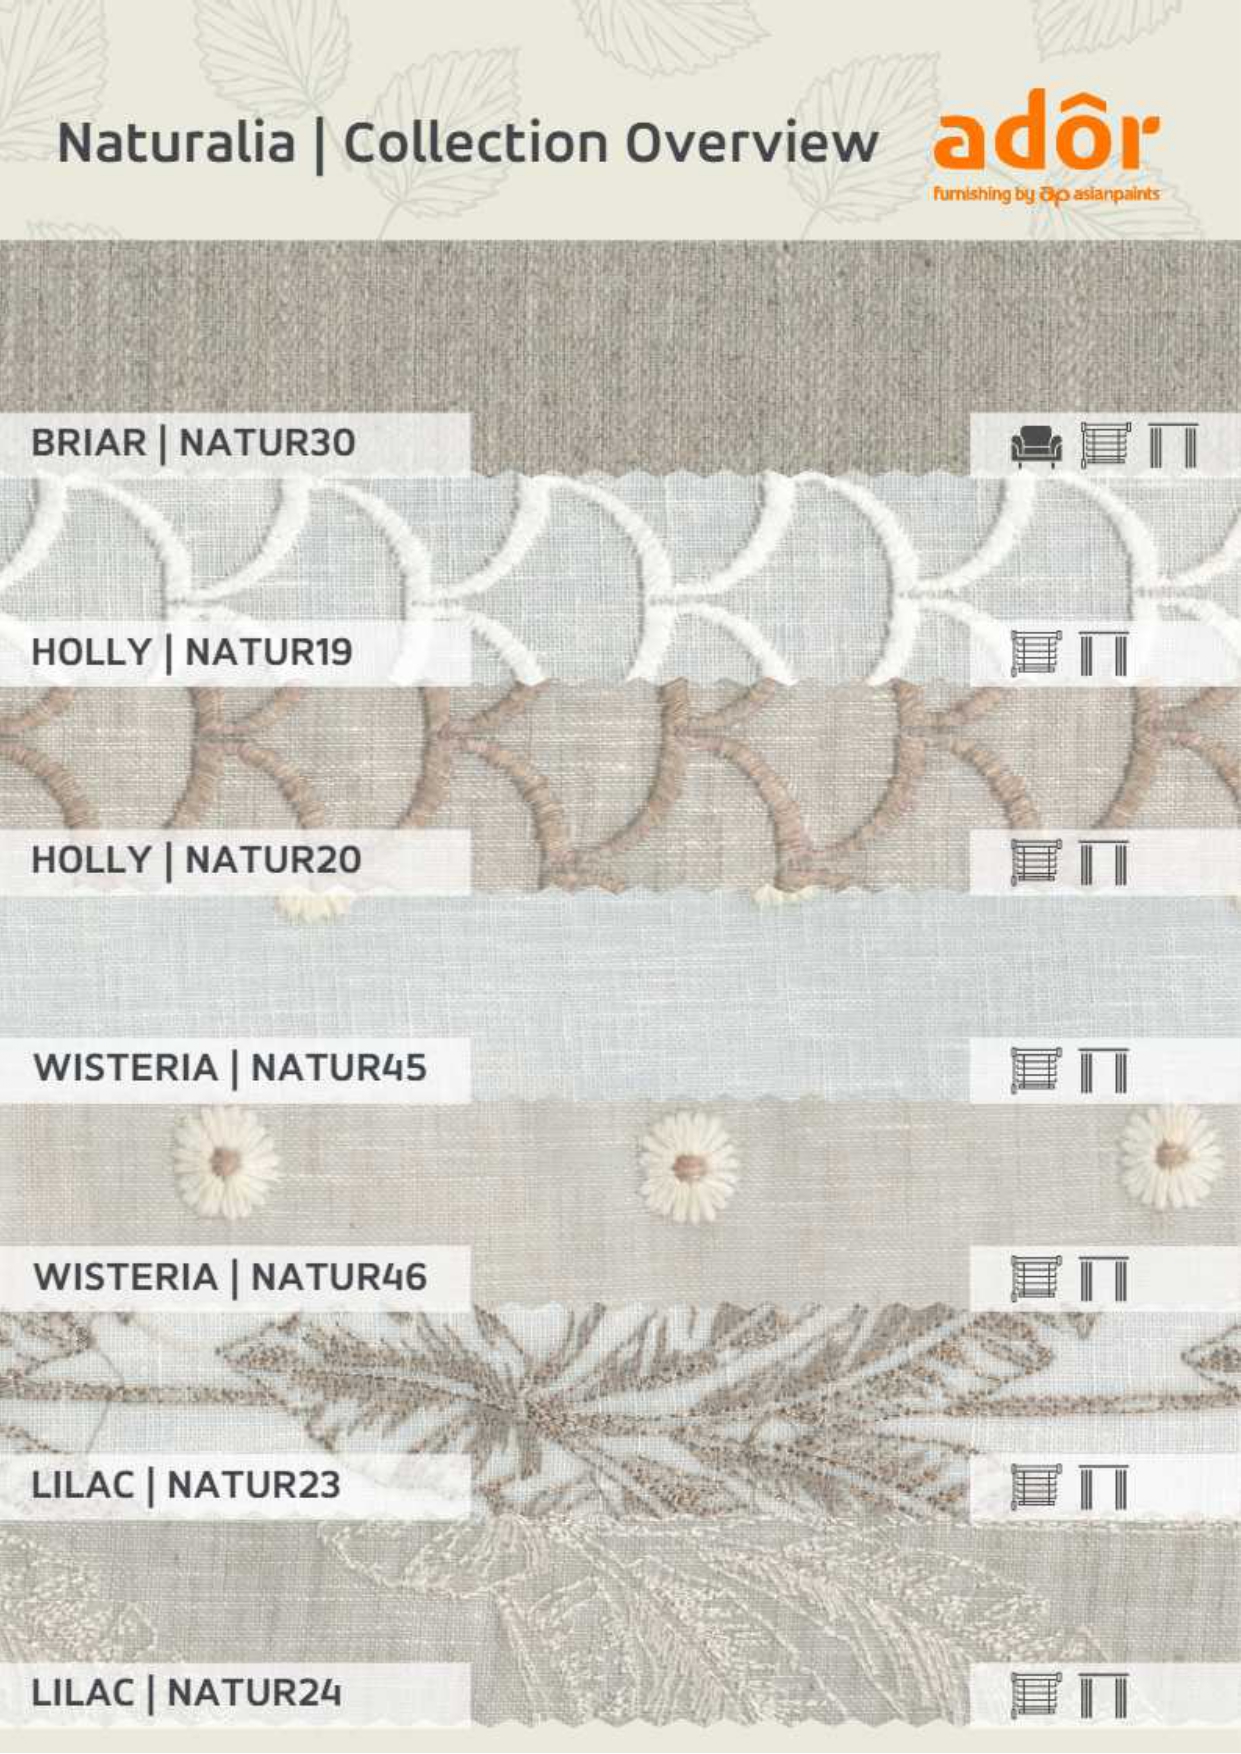 Naturalia | Collection Overview
adôr
furnishing by ap asianpaints
BRIAR | NATUR30
HOLLY | NATUR19
HOLLY | NATUR20
WISTERIA | NATUR45
WISTERIA | NATUR46
LILAC | NATUR23
LILAC | NATUR24